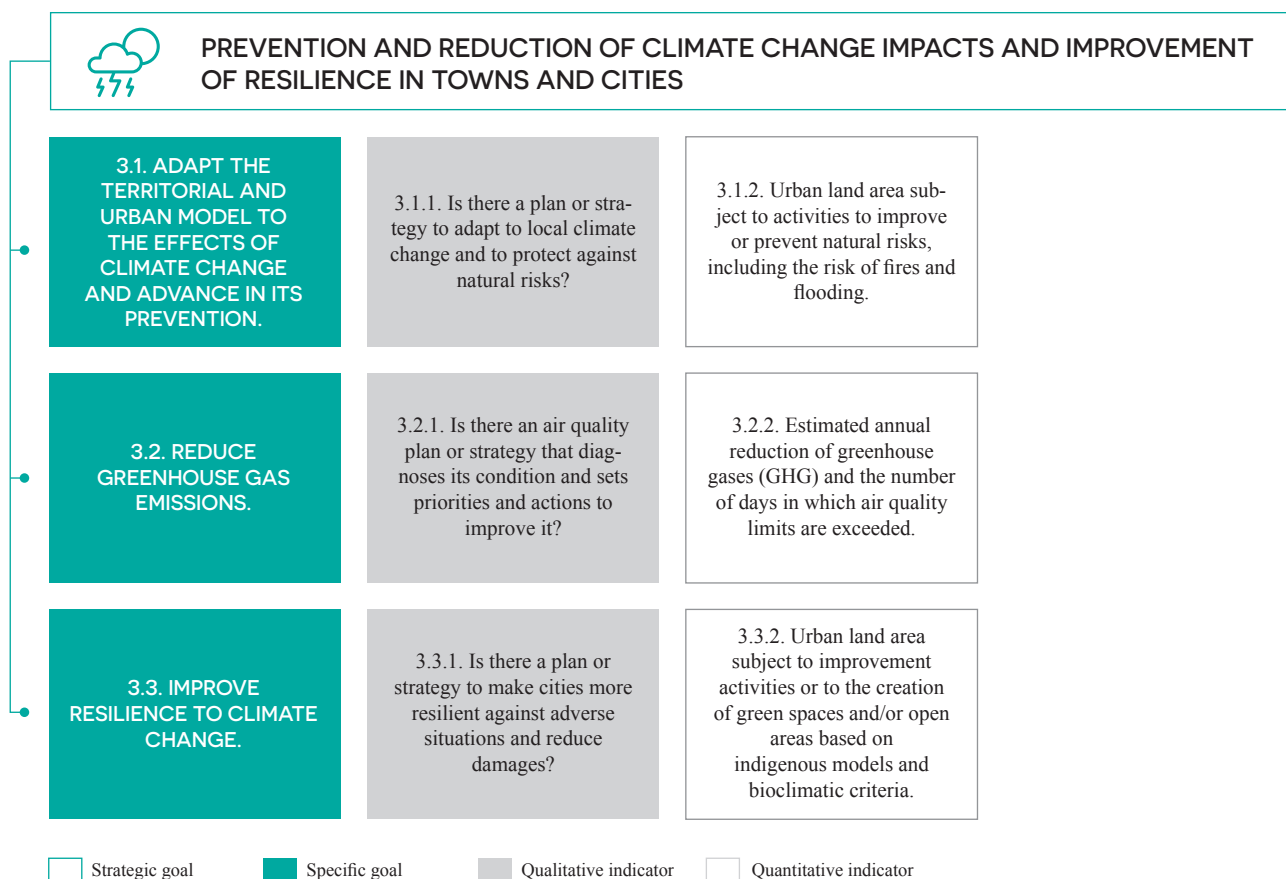 PREVENTION AND REDUCTION OF CLIMATE CHANGE IMPACTS AND IMPROVEMENT
OF RESILIENCE IN TOWNS AND CITIES
3.1. ADAPT THE
TERRITORIAL AND
URBAN MODEL TO
THE EFFECTS OF
CLIMATE CHANGE
AND ADVANCE IN ITS
PREVENTION.
3.1.1. Is there a plan or stra-
tegy to adapt to local climate
change and to protect against
natural risks?
3.1.2. Urban land area sub-
ject to activities to improve
or prevent natural risks,
including the risk of fires and
flooding.
3.2. REDUCE
GREENHOUSE GAS
EMISSIONS.
3.2.1. Is there an air quality
plan or strategy that diag-
noses its condition and sets
priorities and actions to
improve it?
3.2.2. Estimated annual
reduction of greenhouse
gases (GHG) and the number
of days in which air quality
limits are exceeded.
3.3. IMPROVE
RESILIENCE TO CLIMATE
CHANGE.
3.3.1. Is there a plan or
strategy to make cities more
resilient against adverse
situations and reduce
damages?
3.3.2. Urban land area
subject to improvement
activities or to the creation
of green spaces and/or open
areas based on
indigenous models and
bioclimatic criteria.
Strategic goal
Specific goal
Qualitative indicator
Quantitative indicator